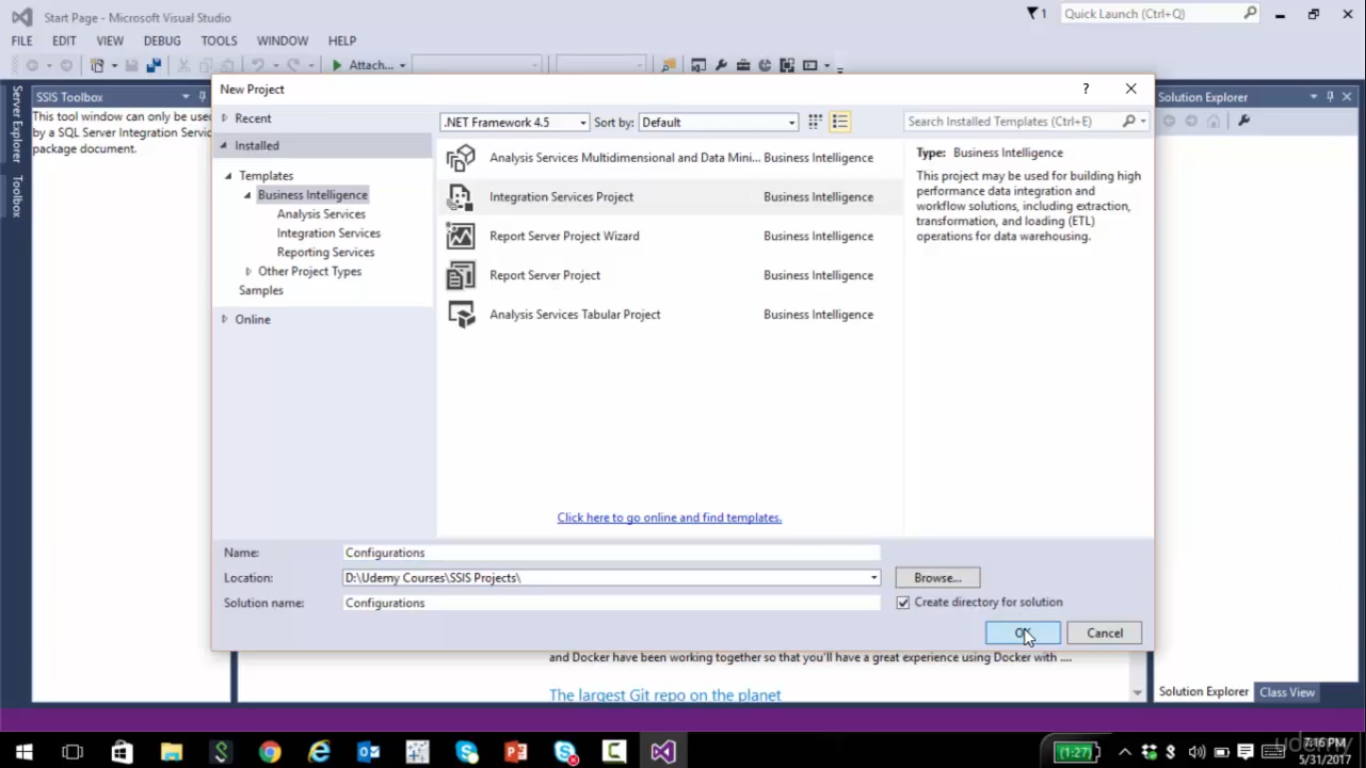 Start Page - Microsoft Visual Studio
1
Quick Launch (Ctrl+Q)
FILE EDIT VIEW DEBUG TOOLS WINDOW HELP
Attach...
Server Explorer
Toolbox
SSIS Toolbox
This tool window can only be use
by a SQL Server Integration Servic
package document.
New Project
?
Recent
Installed
Templates
Business Intelligence
Analysis Services
Integration Services
Reporting Services
Other Project Types
Samples
Online
.NET Framework 4.5
Sort by: Default
Search Installed Templates (Ctrl+E)
Analysis Services Multidimensional and Data Mini... Business Intelligence
Integration Services Project Business Intelligence
Report Server Project Wizard Business Intelligence
Report Server Project Business Intelligence
Analysis Services Tabular Project Business Intelligence
Click here to go online and find templates.
Type: Business Intelligence
This project may be used for building high
performance data integration and
workflow solutions, including extraction,
transformation, and loading (ETL)
operations for data warehousing.
Name: Configurations
Location: D:\Udemy Courses\SSIS Projects\
Browse...
Solution name: Configurations
Create directory for solution
OK
Cancel
Solution Explorer
and Docker have been working together so that you'll have a great experience using Docker with ....
The largest Git repo on the planet
Solution Explorer Class View
(1:27)
7:16 PM
5/31/2017
udemy